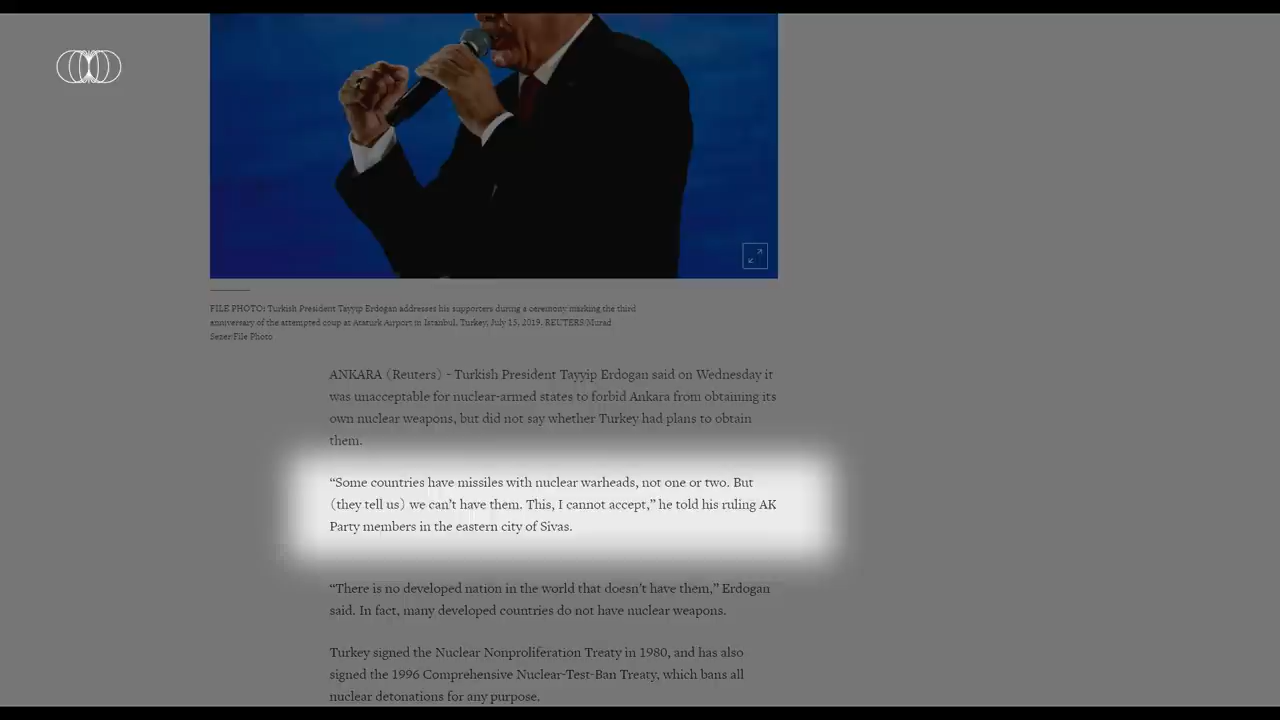 FILE PHOTO: Turkish President Tayyip Erdogan addresses his supporters during a ceremony marking the third
anniversary of the attempted coup at Ataturk Airport in Istanbul, Turkey, July 15, 2019. REUTERS/Murad
Sezer/File Photo
ANKARA (Reuters) - Turkish President Tayyip Erdogan said on Wednesday it
was unacceptable for nuclear-armed states to forbid Ankara from obtaining its
own nuclear weapons, but did not say whether Turkey had plans to obtain
them.
“Some countries have missiles with nuclear warheads, not one or two. But
(they tell us) we can’t have them. This, I cannot accept,” he told his ruling AK
Party members in the eastern city of Sivas.
“There is no developed nation in the world that doesn’t have them,” Erdogan
said. In fact, many developed countries do not have nuclear weapons.
Turkey signed the Nuclear Nonproliferation Treaty in 1980, and has also
signed the 1996 Comprehensive Nuclear-Test-Ban Treaty, which bans all
nuclear detonations for any purpose.